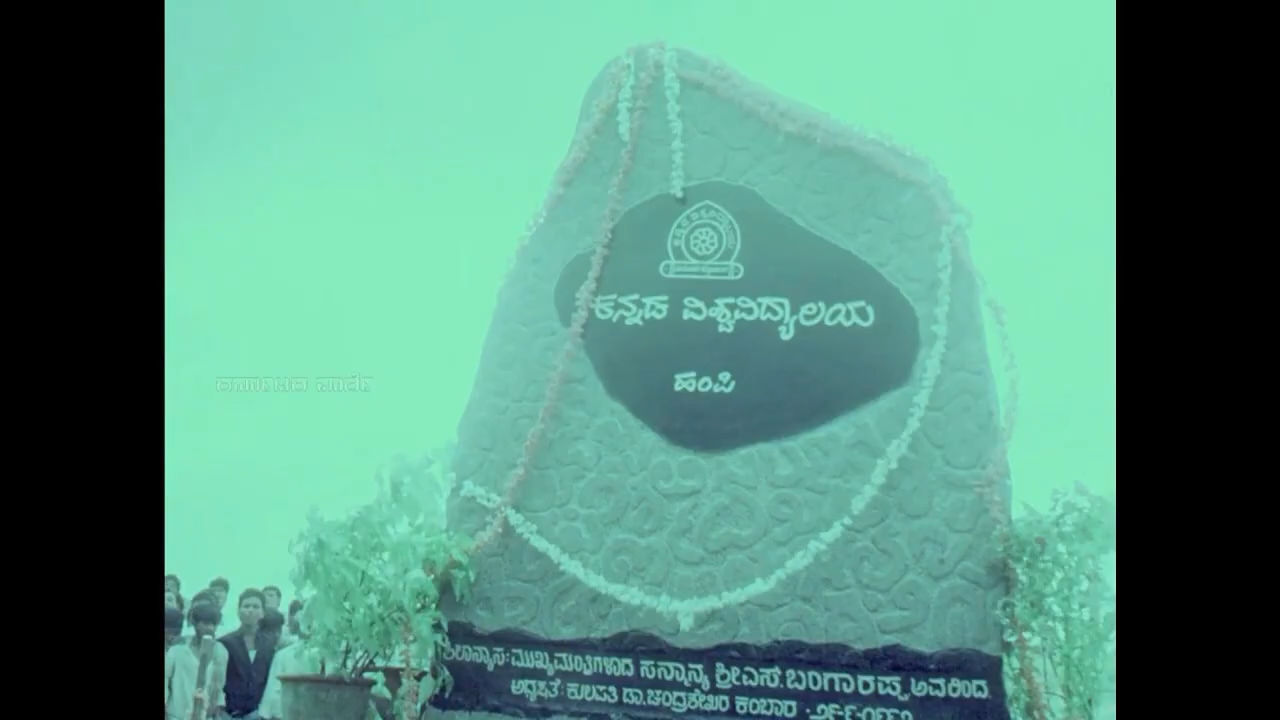 ಕನ್ನಡ ವಿಶ್ವವಿದ್ಯಾಲಯ
ಹಂಪಿ
ಶಿಲಾನ್ಯಾಸ: ಮುಖ್ಯಮಂತ್ರಿಗಳಾದ ಸನ್ಮಾನ್ಯ ಶ್ರೀ ಎಸ್. ಬಂಗಾರಪ್ಪ ಅವರಿಂದ.
ಅಧ್ಯಕ್ಷತೆ: ಕುಲಪತಿ ಡಾ. ಚಂದ್ರಶೇಖರ ಕಂಬಾರ